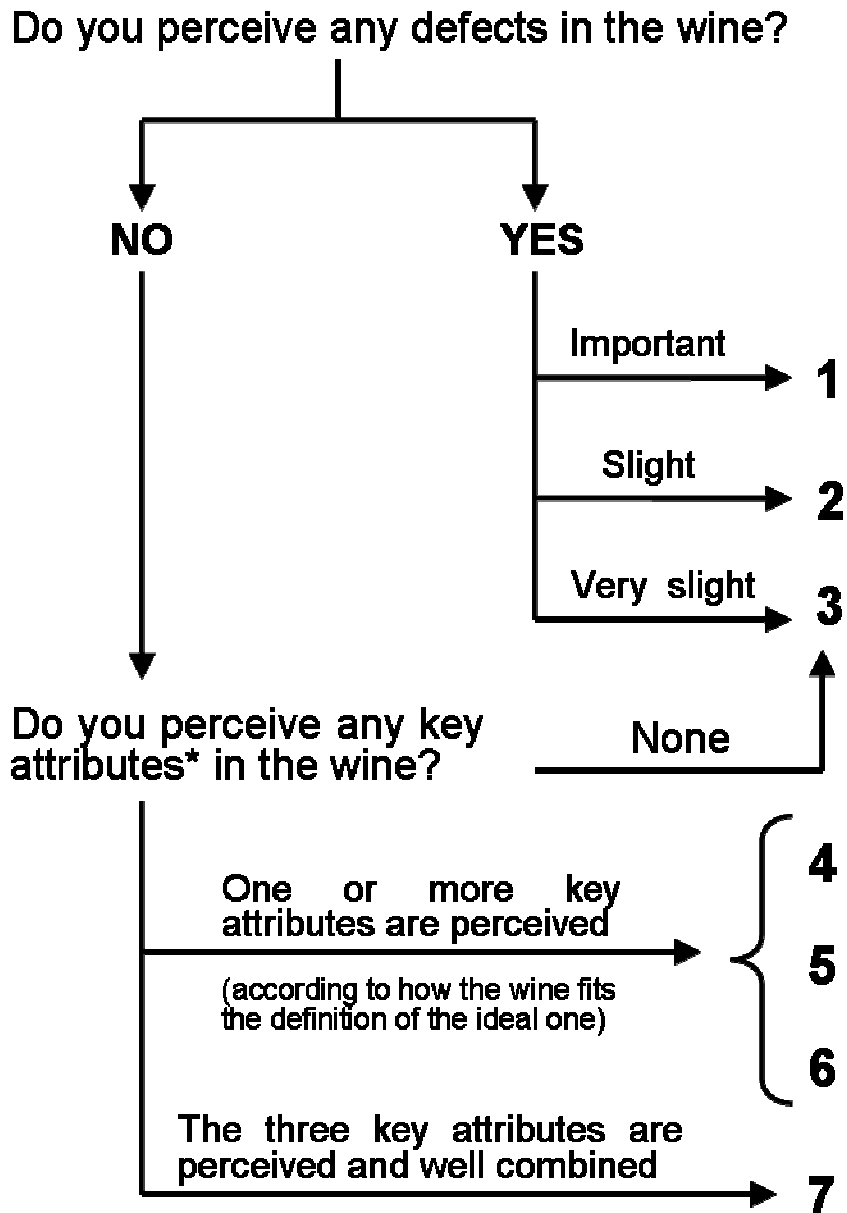 Do you perceive any defects in the wine?
NO
YES
Important
1
Slight
2
Very slight
3
Do you perceive any key
attributes* in the wine?
None
One or more key
attributes are perceived
(according to how the wine fits
the definition of the ideal one)
4
5
6
The three key attributes are
perceived and well combined
7